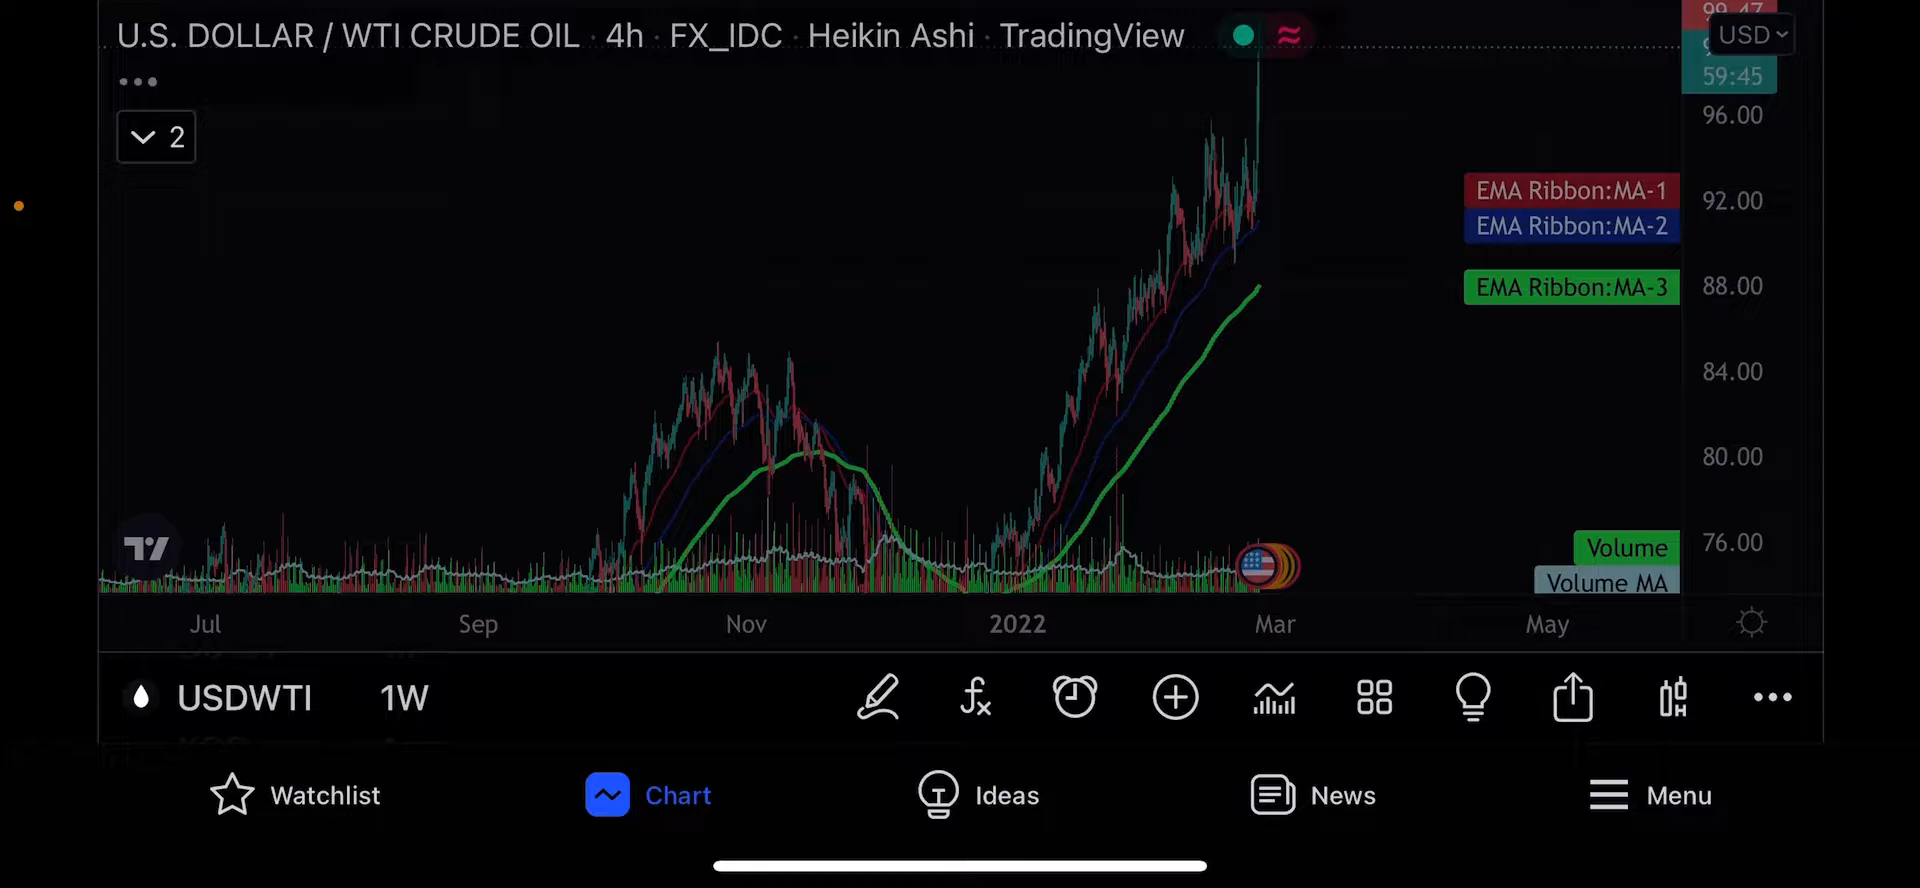 U.S. DOLLAR / WTI CRUDE OIL · 4h · FX_IDC · Heikin Ashi · TradingView
99.47
USD
59:45
2
96.00
EMA Ribbon:MA-1
92.00
EMA Ribbon:MA-2
EMA Ribbon:MA-3
88.00
84.00
80.00
Volume
76.00
Volume MA
Jul Sep Nov 2022 Mar May
USDWTI 1W
Watchlist Chart Ideas News Menu